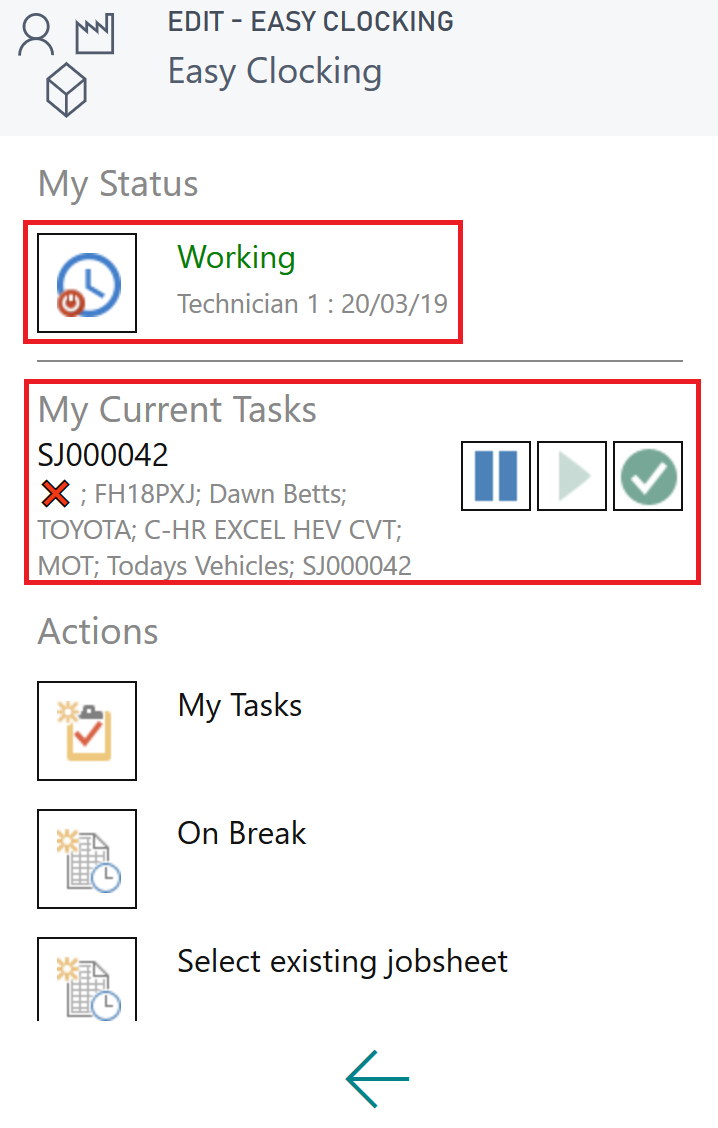 EDIT - EASY CLOCKING
Easy Clocking
My Status
Working
Technician 1 : 20/03/19
My Current Tasks
SJ000042
; FH18PXJ; Dawn Betts;
TOYOTA; C-HR EXCEL HEV CVT;
MOT; Todays Vehicles; SJ000042
Actions
My Tasks
On Break
Select existing jobsheet